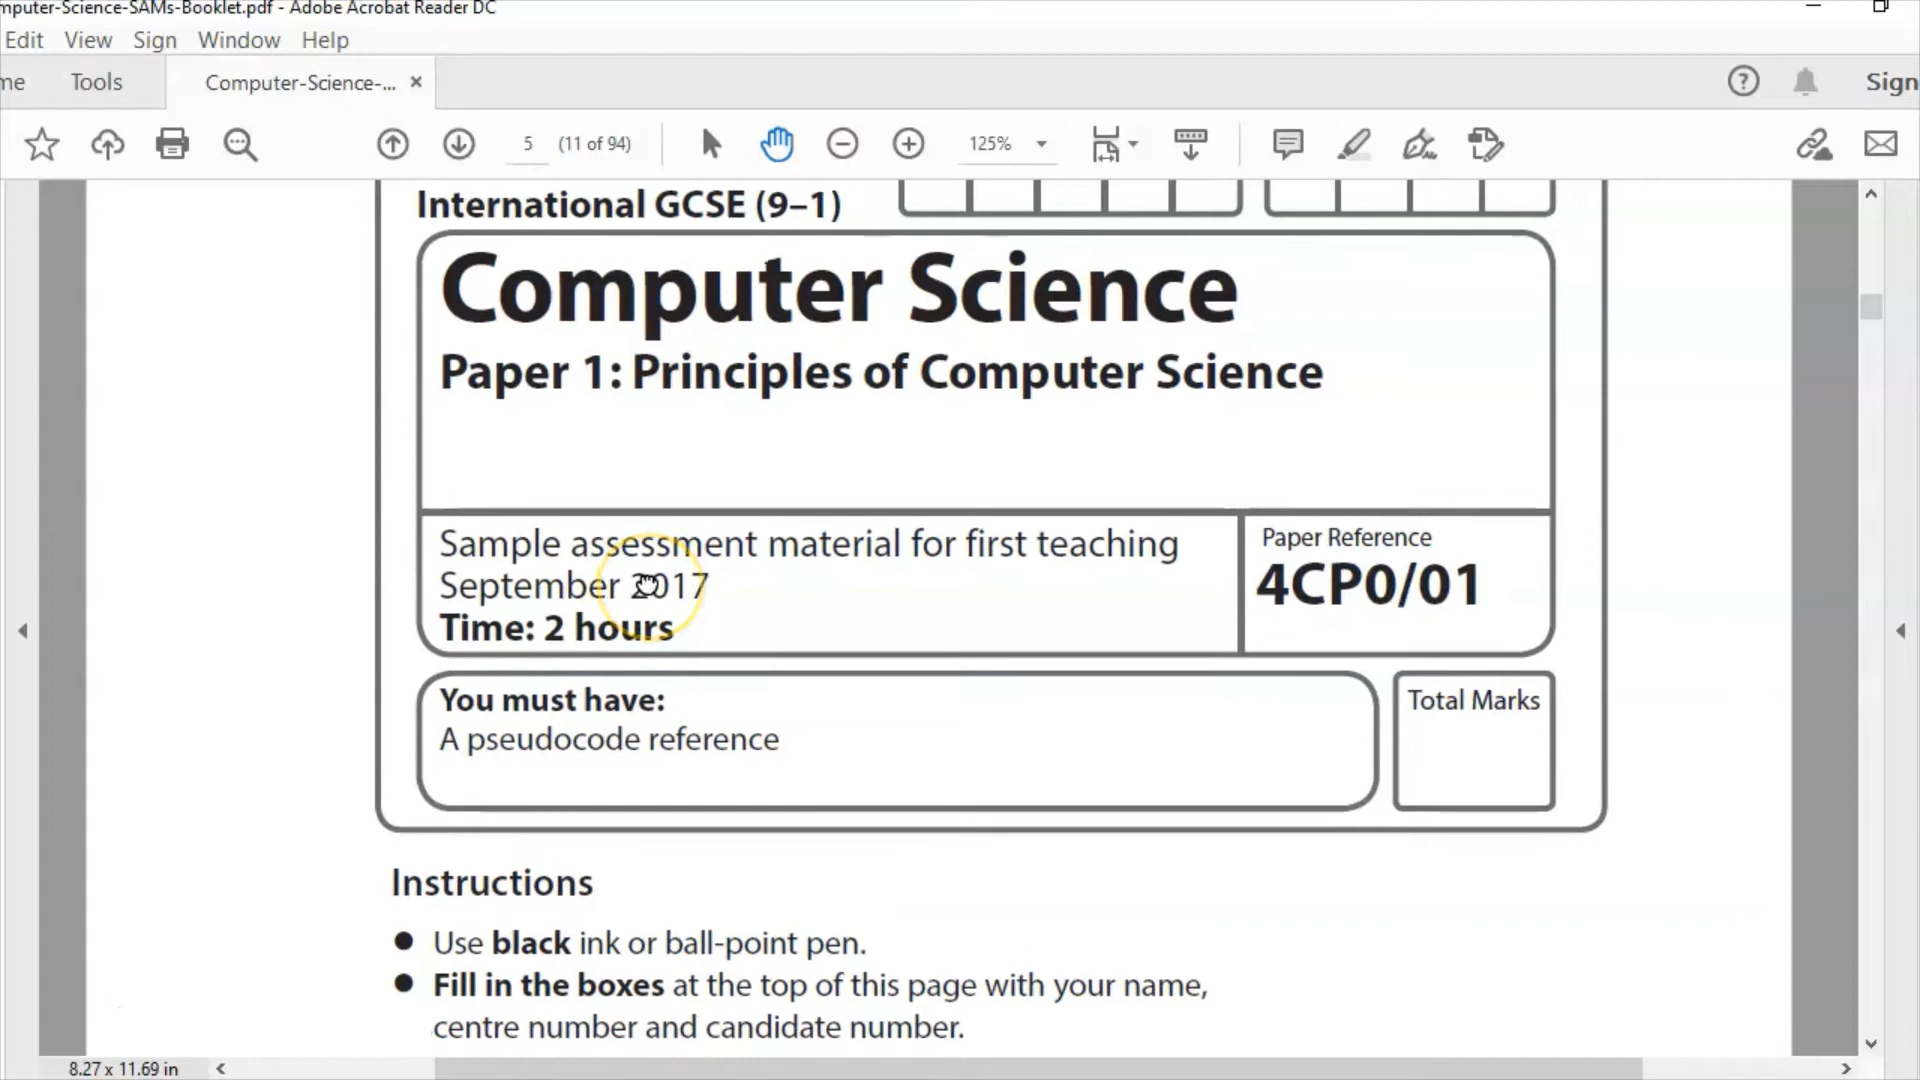 mputer-Science-SAMs-Booklet.pdf - Adobe Acrobat Reader DC
Edit View Sign Window Help
me Tools Computer-Science-... × Sign
5 (11 of 94) 125%
International GCSE (9–1)
Computer Science
Paper 1: Principles of Computer Science
Sample assessment material for first teaching
September 2017
Time: 2 hours
Paper Reference
4CP0/01
You must have:
A pseudocode reference
Total Marks
Instructions
● Use black ink or ball-point pen.
● Fill in the boxes at the top of this page with your name,
centre number and candidate number.
8.27 x 11.69 in